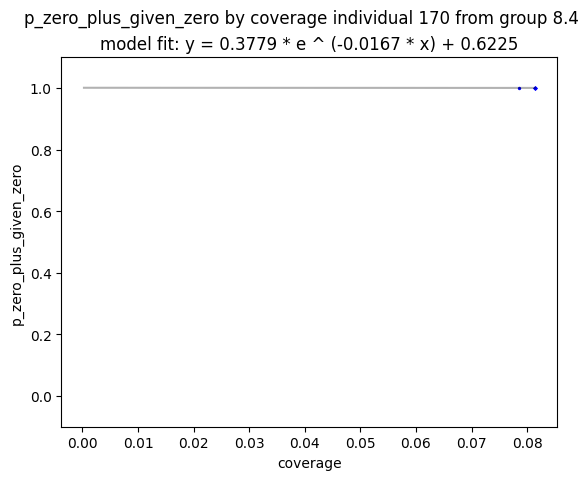 p_zero_plus_given_zero by coverage individual 170 from group 8.4
model fit: y = 0.3779 * e ^ (-0.0167 * x) + 0.6225
1.0
0.8
0.6
0.4
0.2
0.0
p_zero_plus_given_zero
0.00 0.01 0.02 0.03 0.04 0.05 0.06 0.07 0.08
coverage